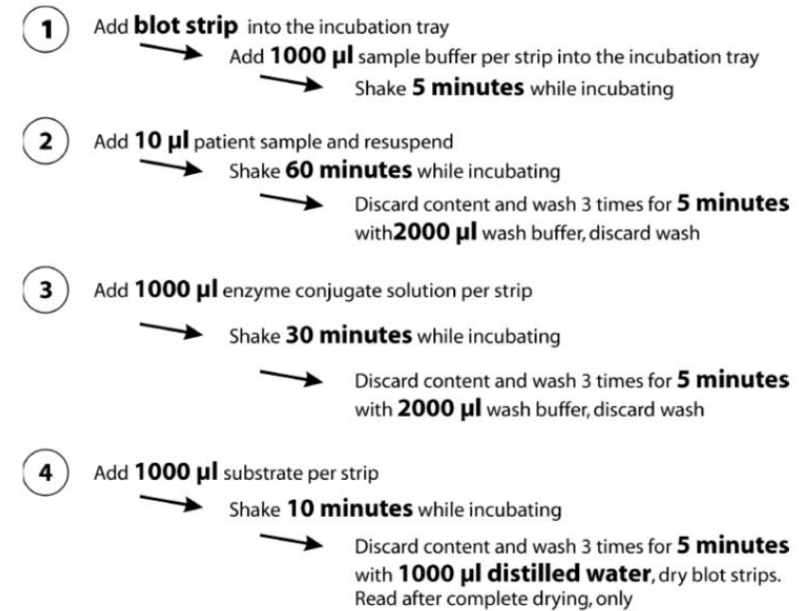 1 Add blot strip into the incubation tray
Add 1000 µl sample buffer per strip into the incubation tray
Shake 5 minutes while incubating
2 Add 10 µl patient sample and resuspend
Shake 60 minutes while incubating
Discard content and wash 3 times for 5 minutes
with2000 µl wash buffer, discard wash
3 Add 1000 µl enzyme conjugate solution per strip
Shake 30 minutes while incubating
Discard content and wash 3 times for 5 minutes
with 2000 µl wash buffer, discard wash
4 Add 1000 µl substrate per strip
Shake 10 minutes while incubating
Discard content and wash 3 times for 5 minutes
with 1000 µl distilled water, dry blot strips.
Read after complete drying, only